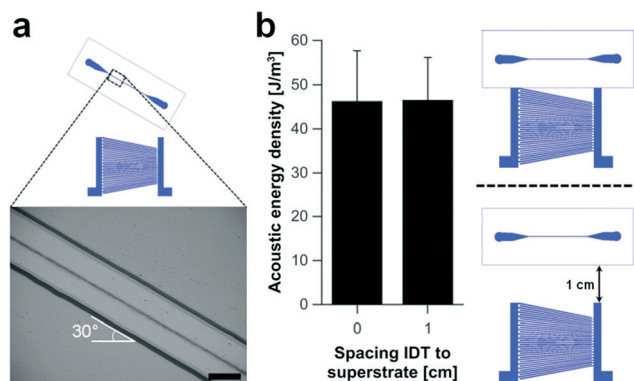 a
30°
b
Acoustic energy density [J/m³]
60
50
40
30
20
10
0
0 1
Spacing IDT to
superstrate [cm]
1 cm